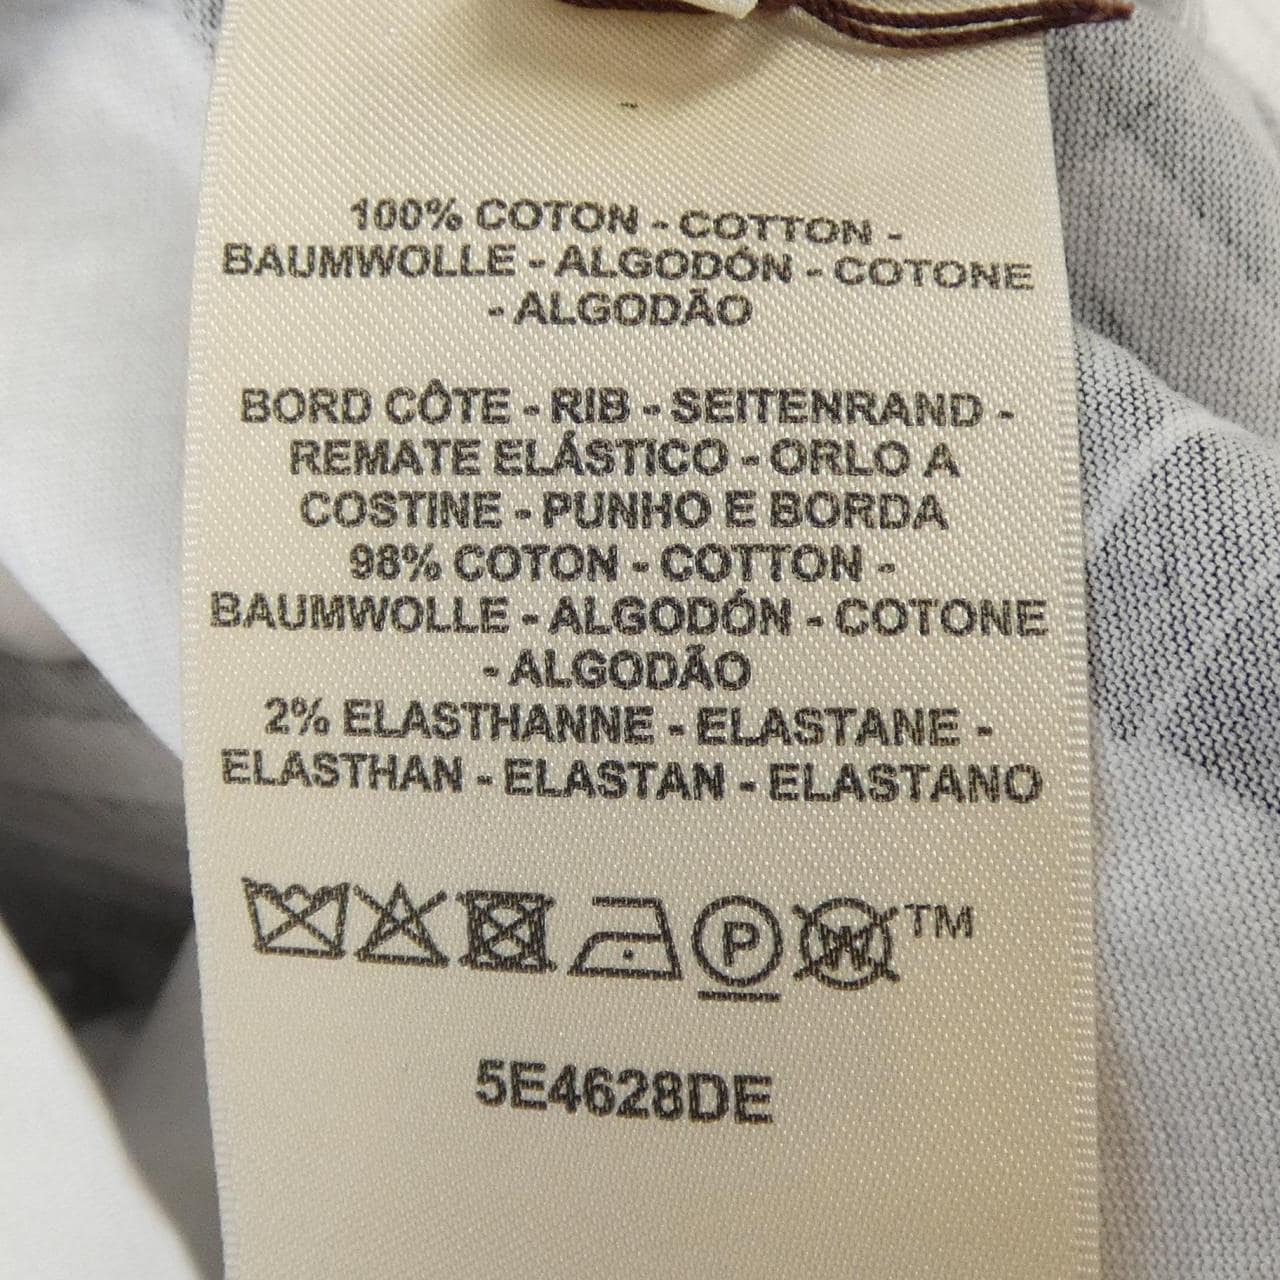 100% COTON - COTTON -
BAUMWOLLE - ALGODÓN - COTONE
- ALGODÃO
BORD CÔTE - RIB - SEITENRAND -
REMATE ELÁSTICO - ORLO A
COSTINE - PUNHO E BORDA
98% COTON - COTTON -
BAUMWOLLE - ALGODÓN - COTONE
- ALGODÃO
2% ELASTHANNE - ELASTANE -
ELASTHAN - ELASTAN - ELASTANO
P W TM
5E4628DE